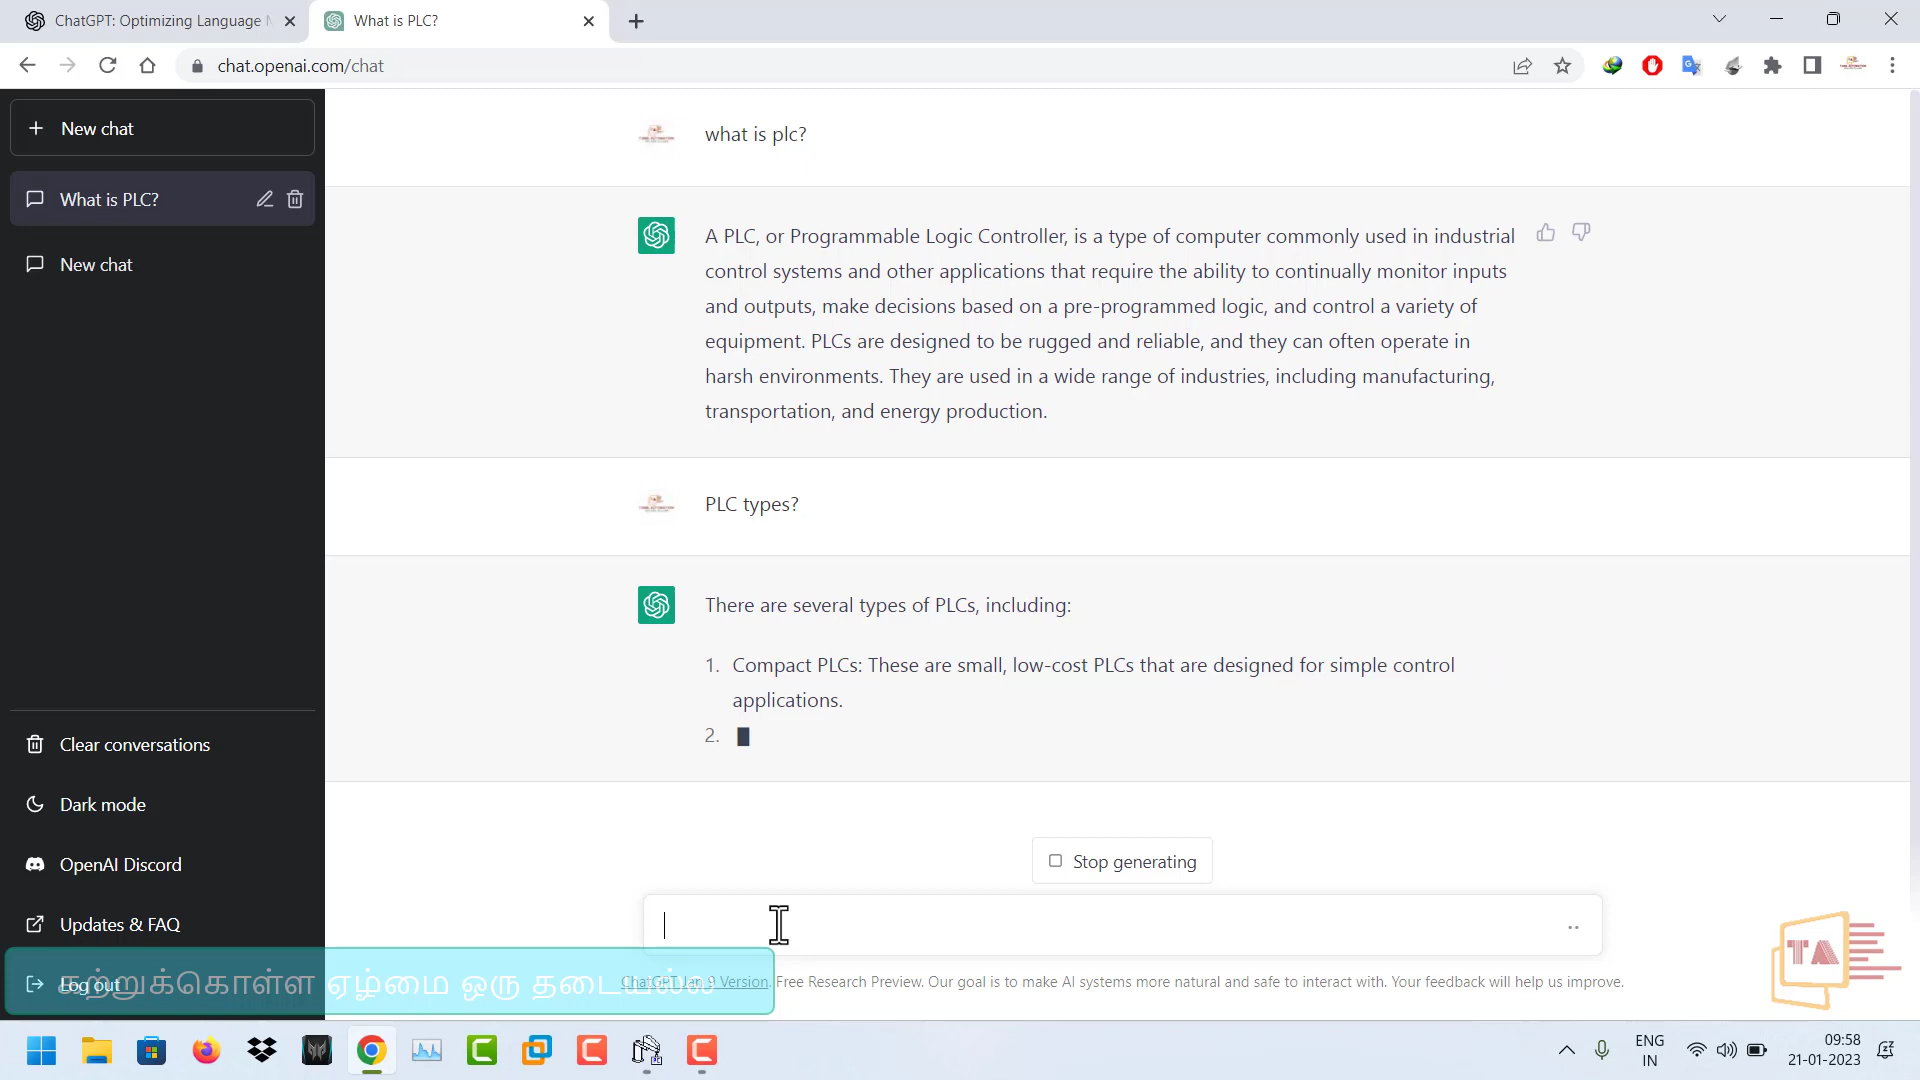 ChatGPT: Optimizing Language M
What is PLC?
chat.openai.com/chat
New chat
What is PLC?
New chat
what is plc?
A PLC, or Programmable Logic Controller, is a type of computer commonly used in industrial
control systems and other applications that require the ability to continually monitor inputs
and outputs, make decisions based on a pre-programmed logic, and control a variety of
equipment. PLCs are designed to be rugged and reliable, and they can often operate in
harsh environments. They are used in a wide range of industries, including manufacturing,
transportation, and energy production.
PLC types?
There are several types of PLCs, including:
1. Compact PLCs: These are small, low-cost PLCs that are designed for simple control
applications.
2.
Stop generating
Clear conversations
Dark mode
OpenAI Discord
Updates & FAQ
Log out
கற்றுக்கொள்ள ஏழ்மை ஒரு தடையல்ல
ChatGPT Jan 9 Version. Free Research Preview. Our goal is to make AI systems more natural and safe to interact with. Your feedback will help us improve.
TA
ENG
IN
09:58
21-01-2023